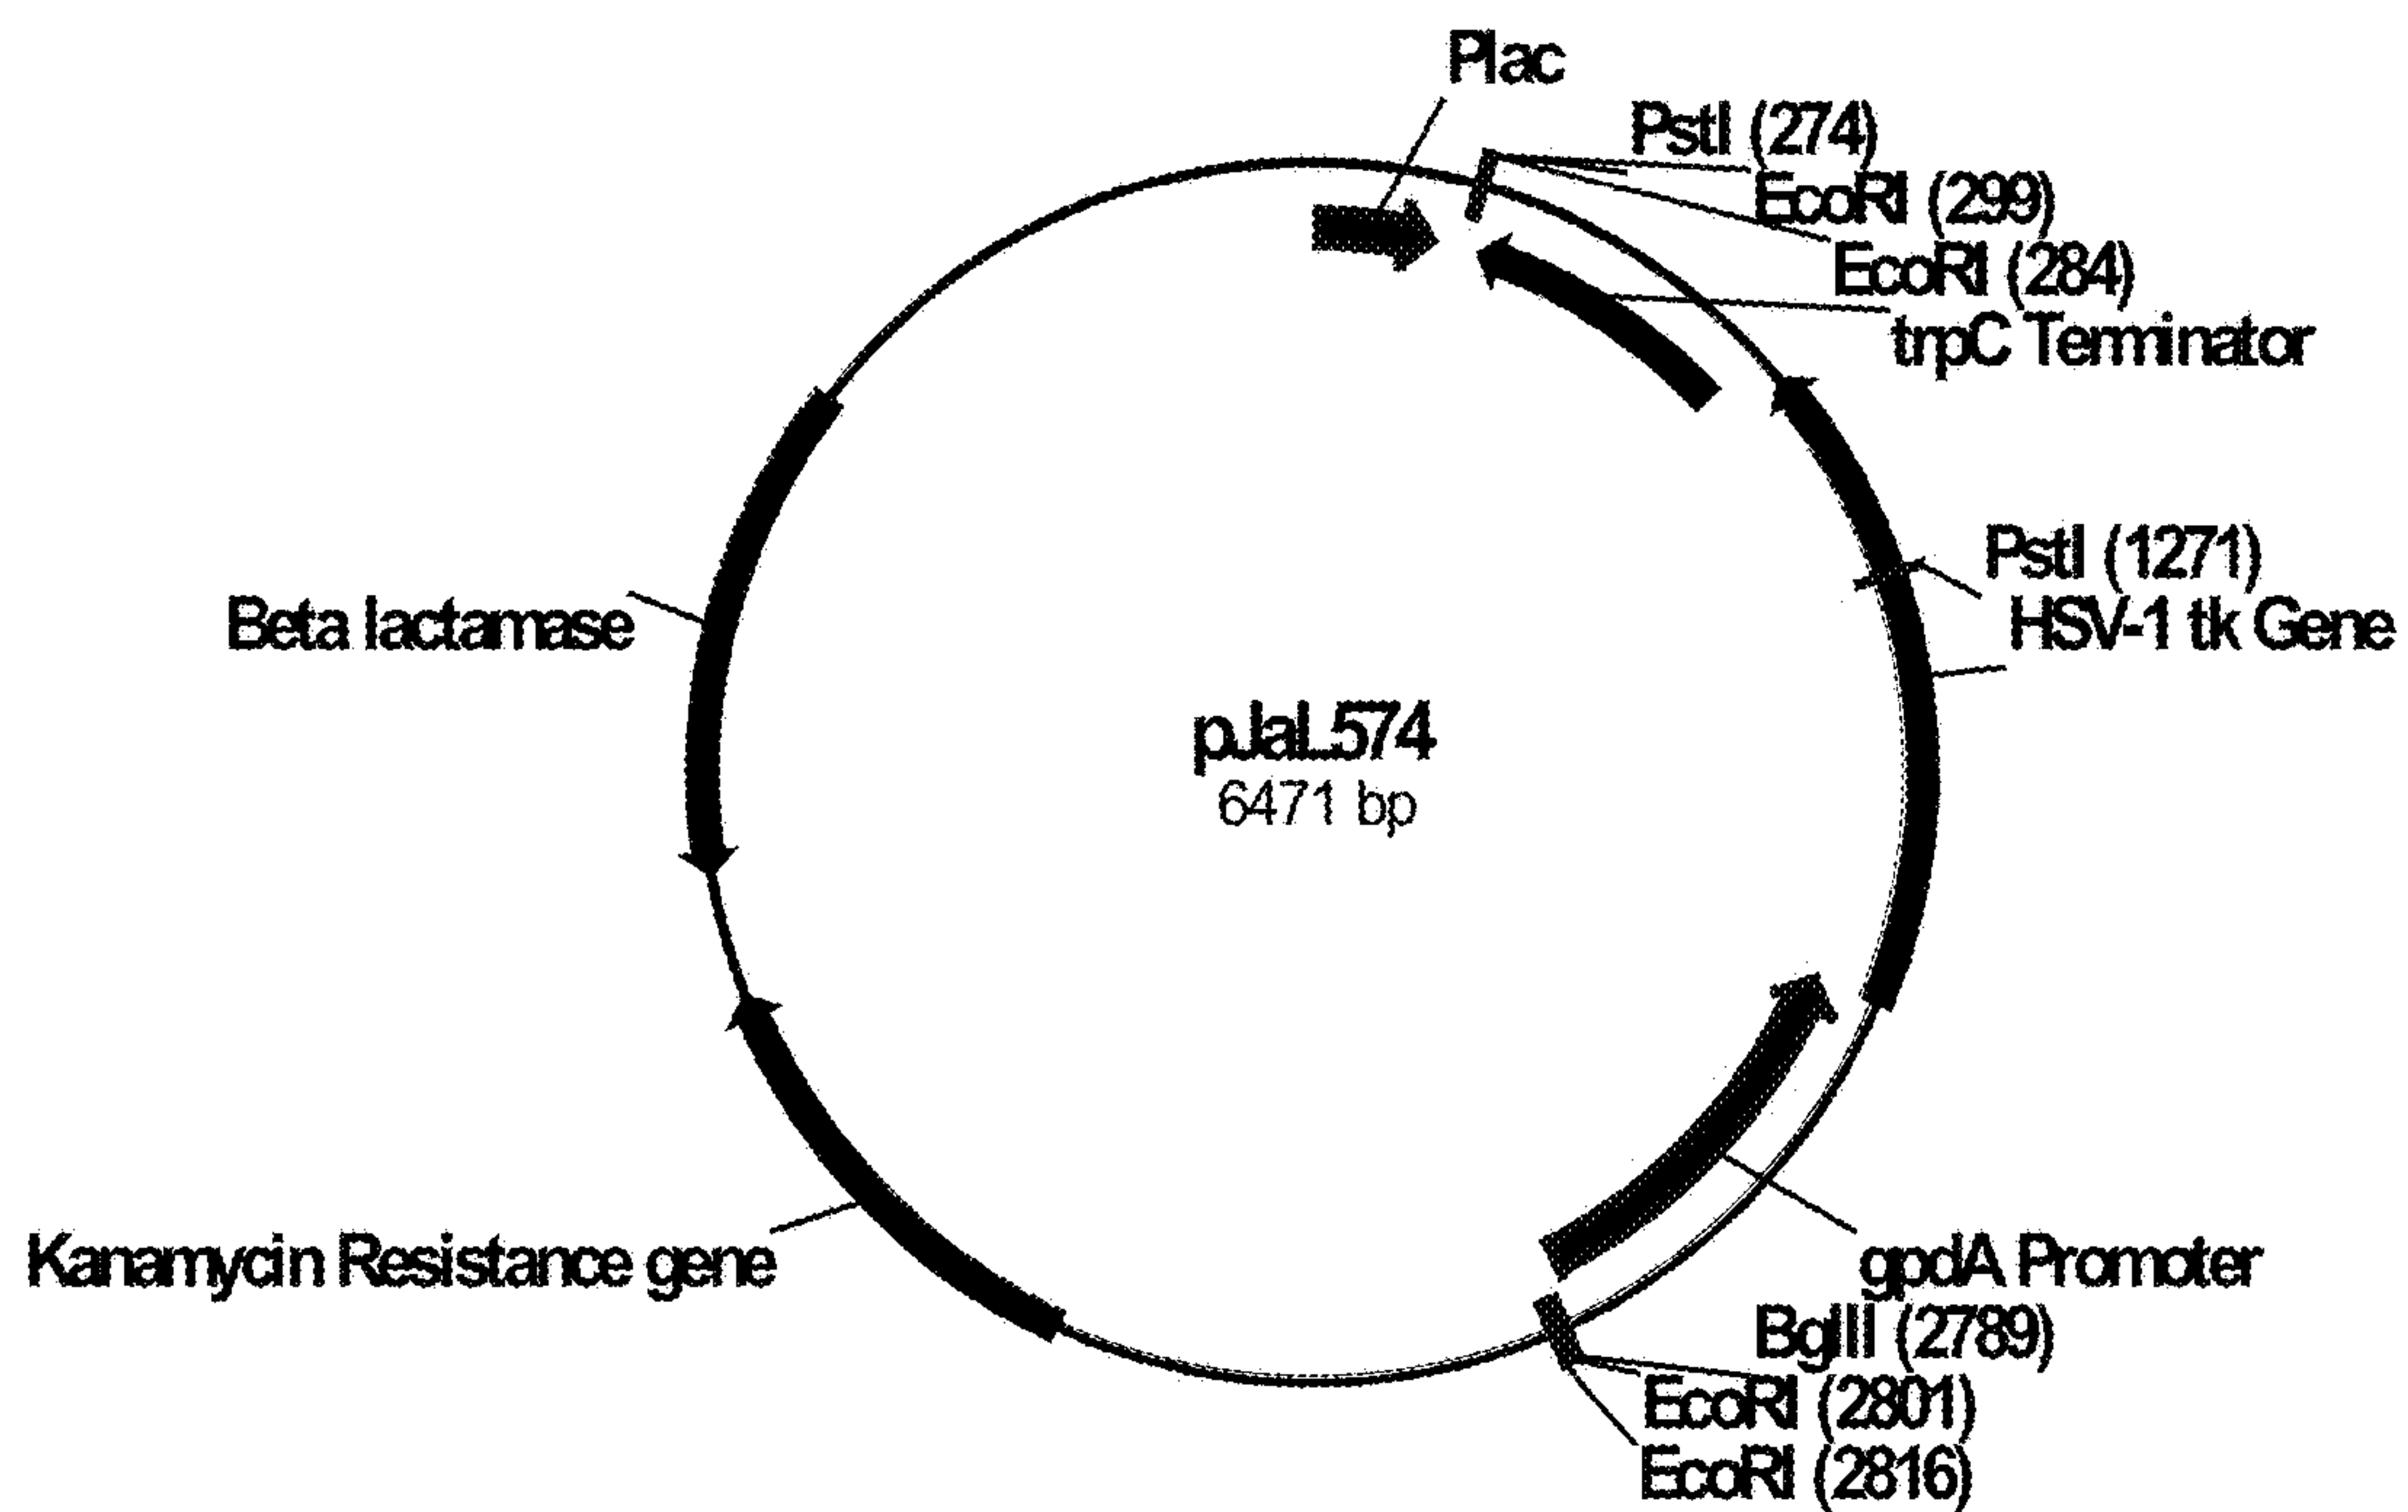 Plac
PstI (274)
EcoRI (299)
EcoRI (284)
trpC Terminator
PstI (1271)
HSV-1 tk Gene
Beta lactamase
pJaL574
6471 bp
Kanamycin Resistance gene
gpdA Promoter
BglII (2789)
EcoRI (2801)
EcoRI (2816)